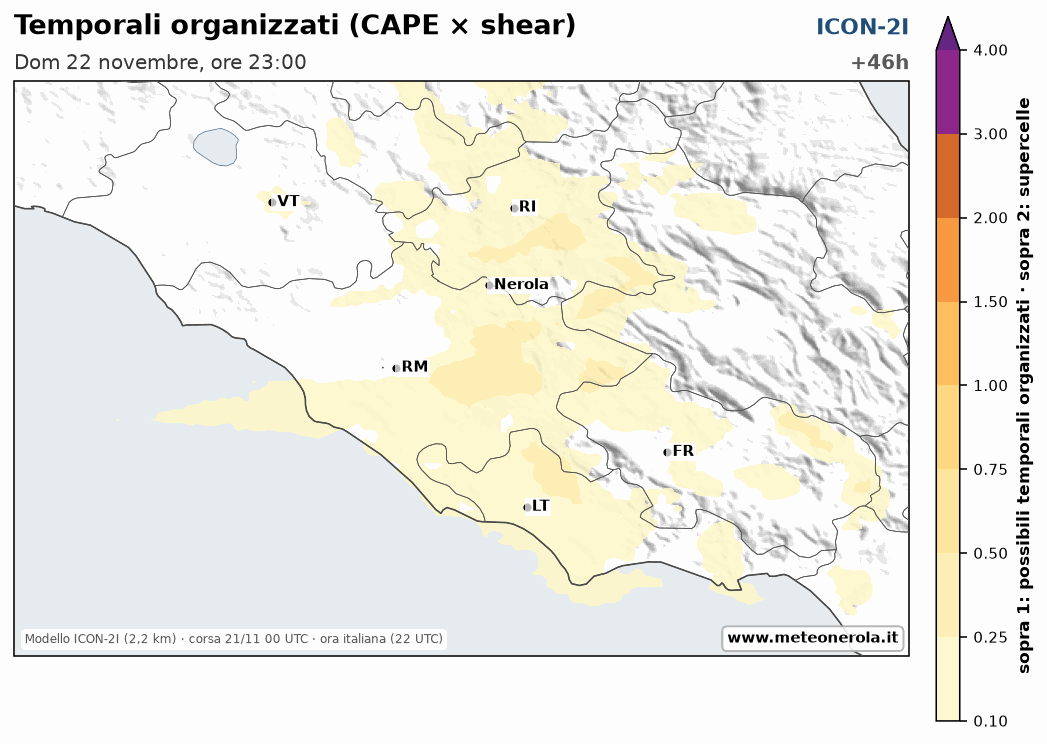 Temporali organizzati (CAPE × shear)
ICON-2I
Dom 22 novembre, ore 23:00
+46h
VT
RI
Nerola
RM
FR
LT
Modello ICON-2I (2,2 km) · corsa 21/11 00 UTC · ora italiana (22 UTC)
www.meteonerola.it
4.00
3.00
2.00
1.50
1.00
0.75
0.50
0.25
0.10
sopra 1: possibili temporali organizzati · sopra 2: supercelle